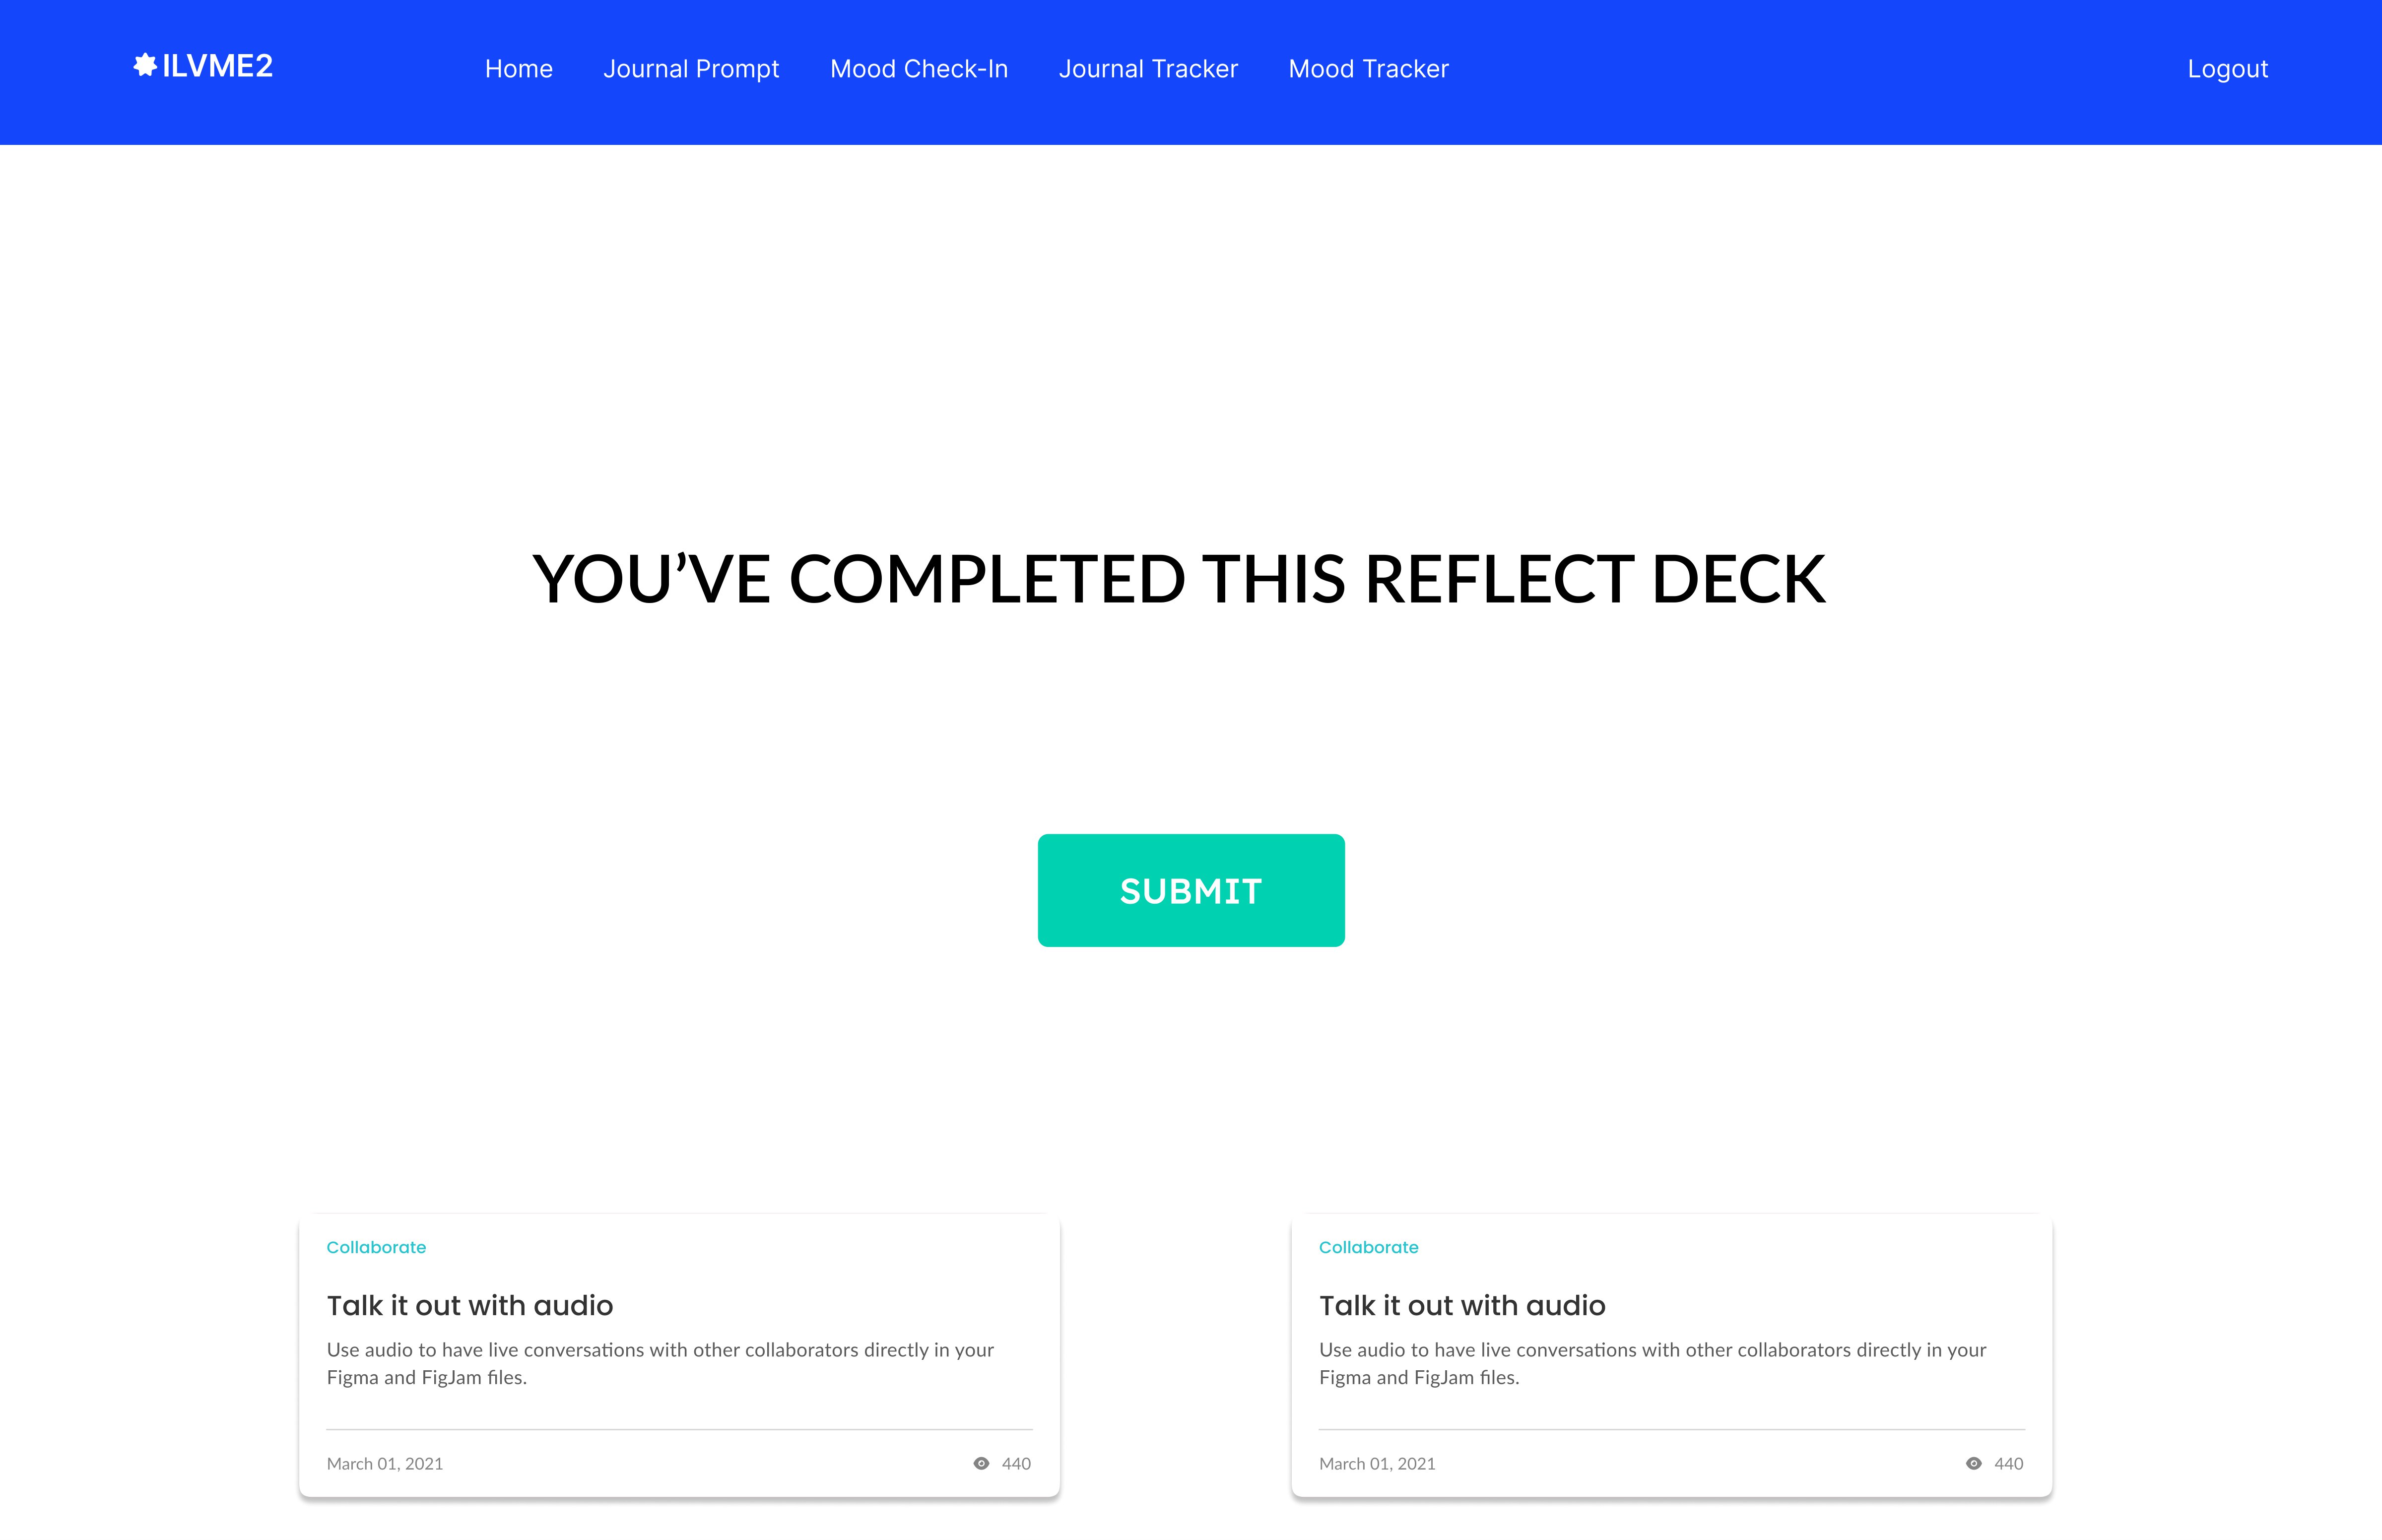 ILVME2
Home Journal Prompt Mood Check-In Journal Tracker Mood Tracker Logout
YOU’VE COMPLETED THIS REFLECT DECK
SUBMIT
Collaborate
Talk it out with audio
Use audio to have live conversations with other collaborators directly in your
Figma and FigJam files.
March 01, 2021 440
Collaborate
Talk it out with audio
Use audio to have live conversations with other collaborators directly in your
Figma and FigJam files.
March 01, 2021 440